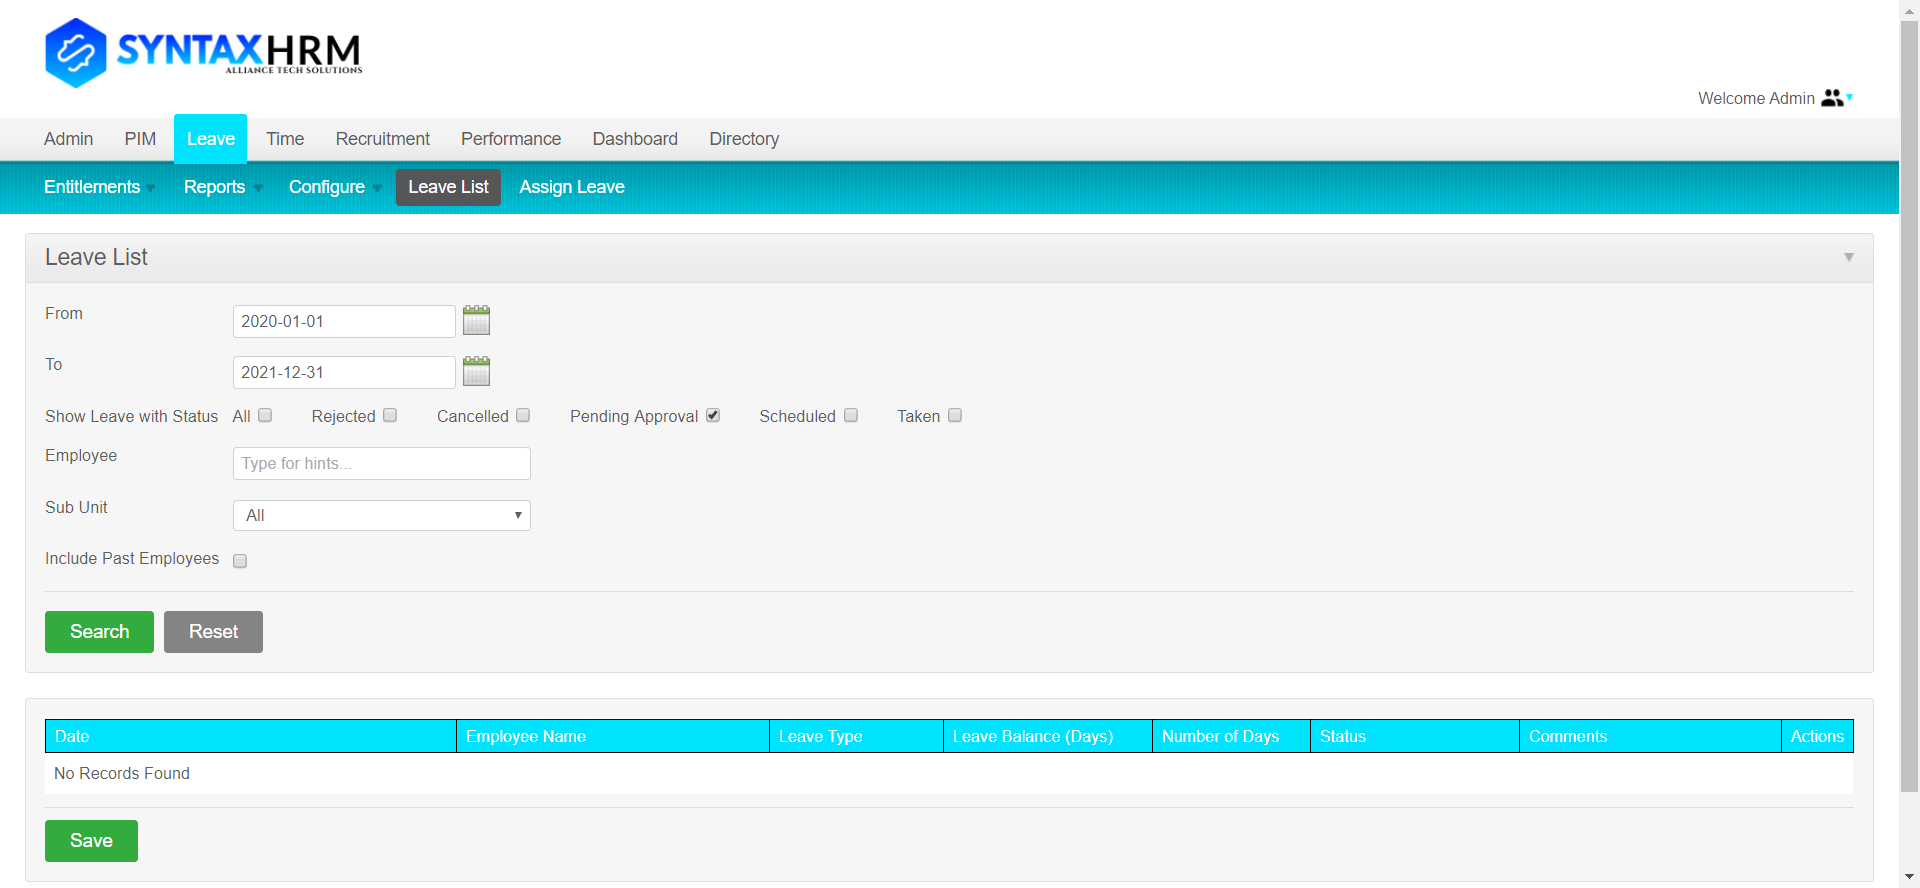 SYNTAXHRM
ALLIANCE TECH SOLUTIONS
Welcome Admin
Admin PIM Leave Time Recruitment Performance Dashboard Directory
Entitlements Reports Configure Leave List Assign Leave
Leave List
From 2020-01-01
To 2021-12-31
Show Leave with Status All Rejected Cancelled Pending Approval Scheduled Taken
Employee Type for hints...
Sub Unit All
Include Past Employees
Search Reset
Date Employee Name Leave Type Leave Balance (Days) Number of Days Status Comments Actions
No Records Found
Save